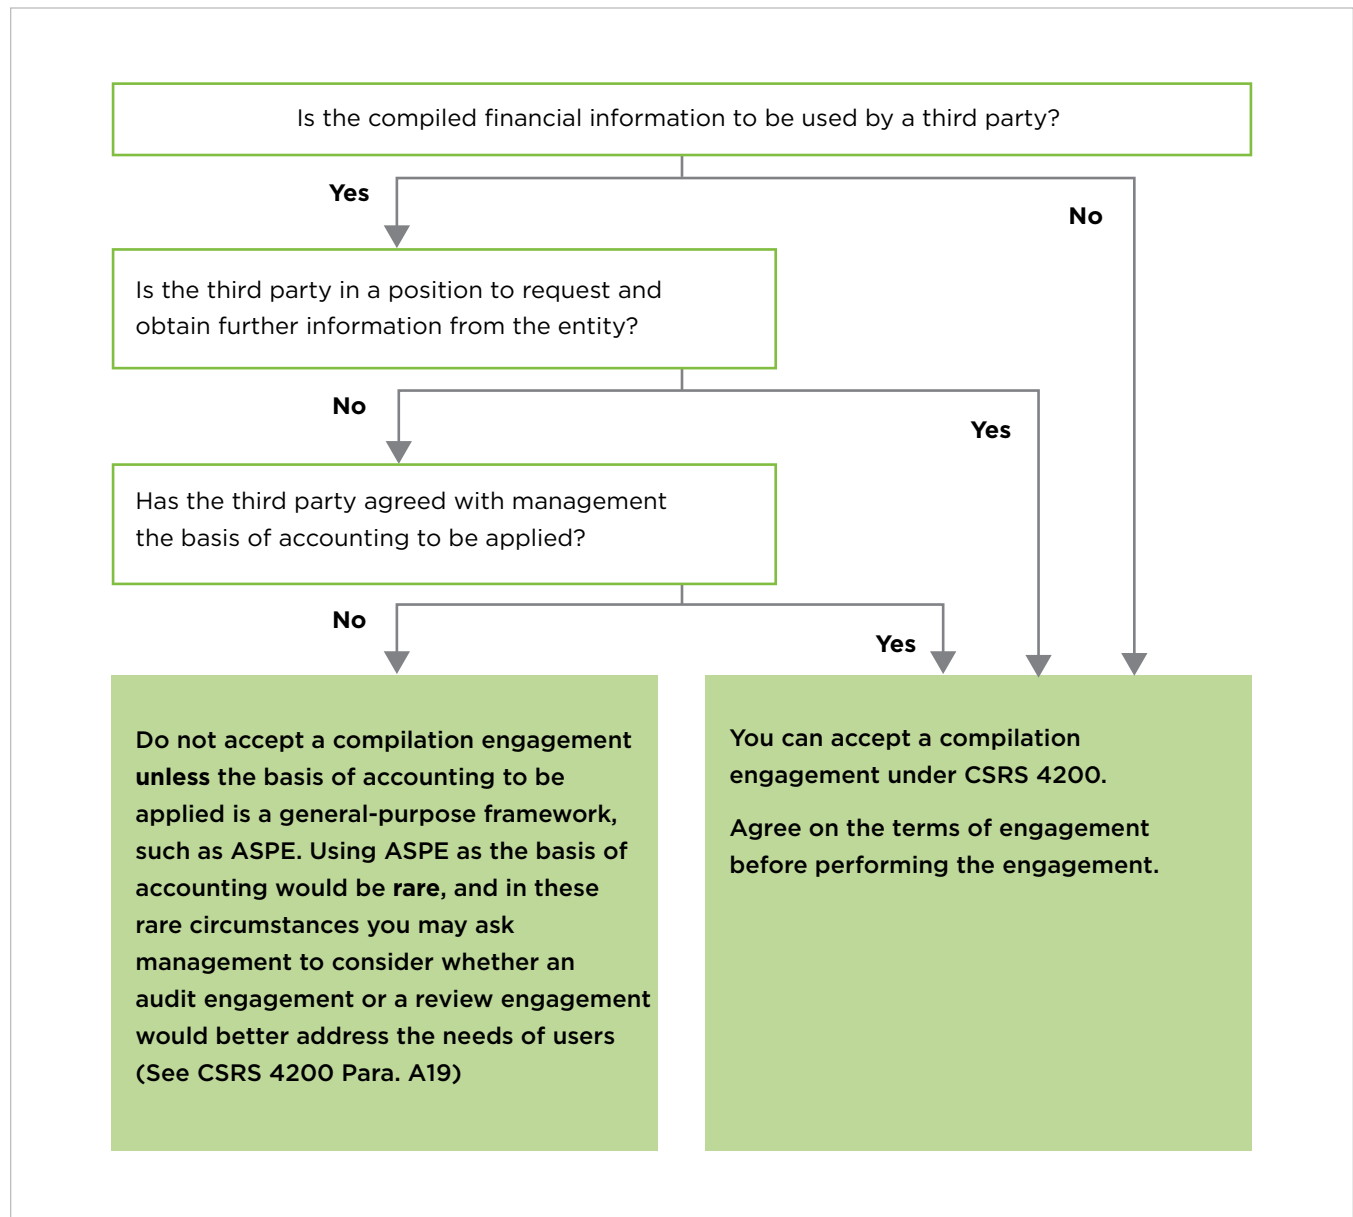 Is the compiled financial information to be used by a third party?
Yes
No
Is the third party in a position to request and
obtain further information from the entity?
No
Yes
Has the third party agreed with management
the basis of accounting to be applied?
No
Yes
Do not accept a compilation engagement
unless the basis of accounting to be
applied is a general-purpose framework,
such as ASPE. Using ASPE as the basis of
accounting would be rare, and in these
rare circumstances you may ask
management to consider whether an
audit engagement or a review engagement
would better address the needs of users
(See CSRS 4200 Para. A19)
You can accept a compilation
engagement under CSRS 4200.
Agree on the terms of engagement
before performing the engagement.